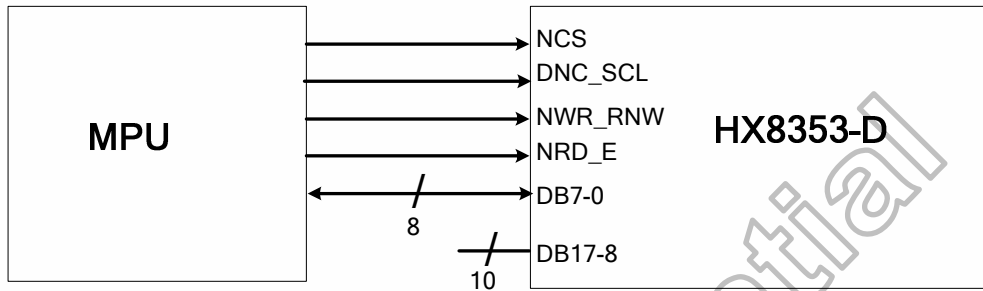 NCS
DNC_SCL
NWR_RNW
NRD_E
DB7-0
8
DB17-8
10
MPU
HX8353-D